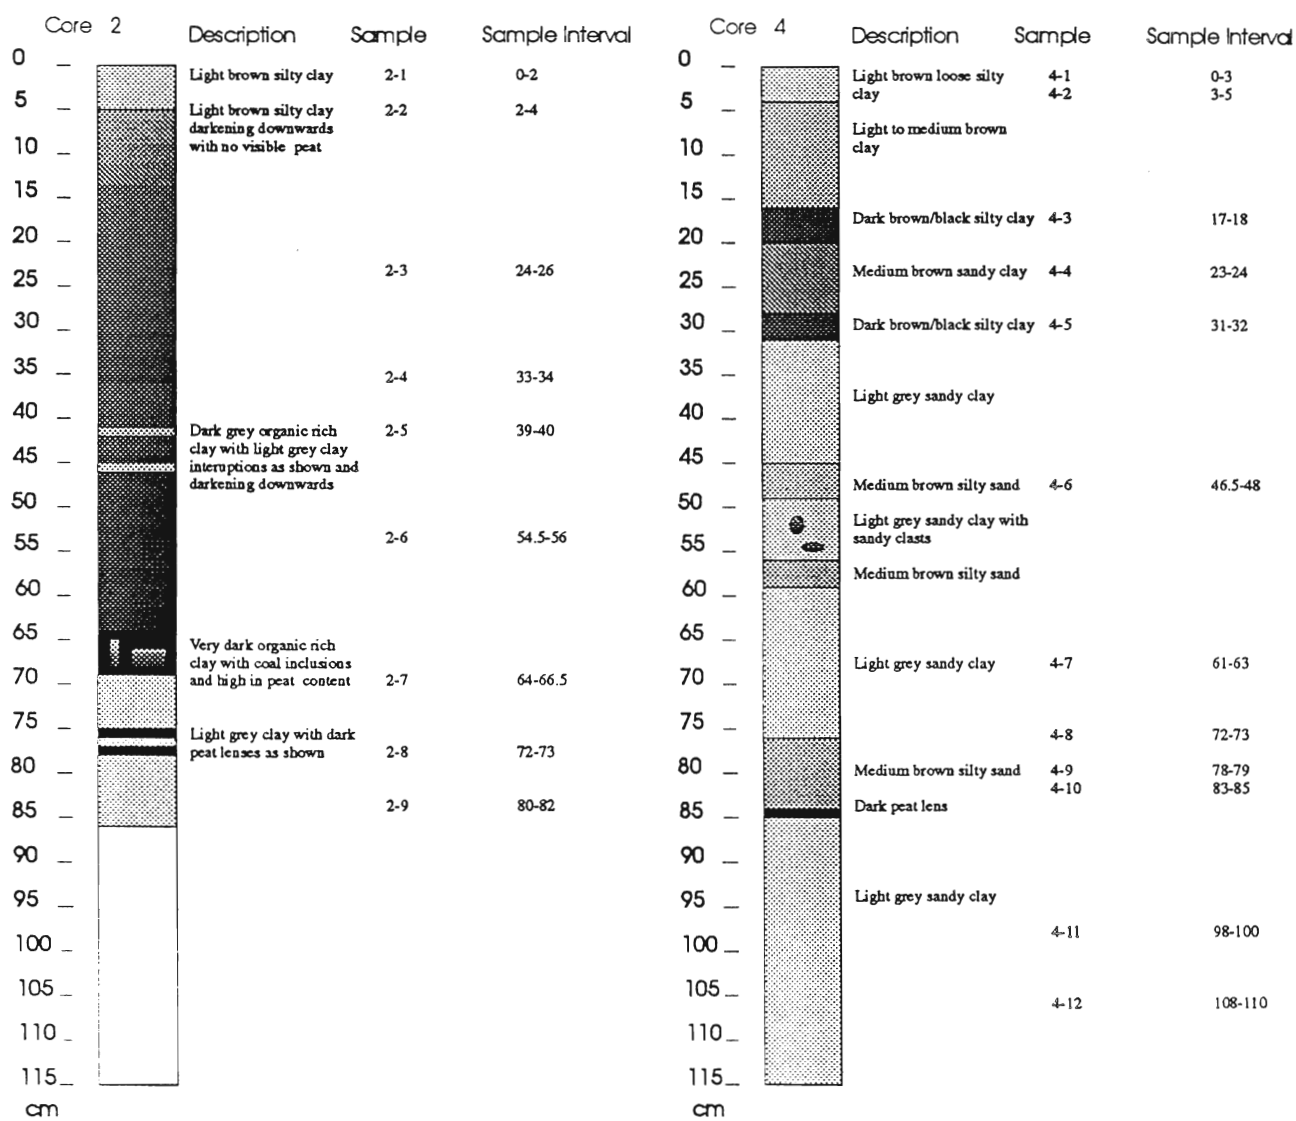 Core 2
Description Sample Sample Interval
0
Light brown silty clay 2-1 0-2
5
Light brown silty clay 2-2 2-4
darkening downwards
10
with no visible peat
15
20
25
2-3 24-26
30
35
2-4 33-34
40
Dark grey organic rich 2-5 39-40
clay with light grey clay
45
interuptions as shown and
darkening downwards
50
55
2-6 54.5-56
60
65
Very dark organic rich
clay with coal inclusions
70
and high in peat content 2-7 64-66.5
75
Light grey clay with dark
peat lenses as shown 2-8 72-73
80
85
2-9 80-82
90
95
100
105
110
115
cm
Core 4
Description Sample Sample Interval
0
Light brown loose silty 4-1 0-3
clay 4-2 3-5
5
Light to medium brown
clay
10
15
Dark brown/black silty clay 4-3 17-18
20
Medium brown sandy clay 4-4 23-24
25
30
Dark brown/black silty clay 4-5 31-32
35
Light grey sandy clay
40
45
Medium brown silty sand 4-6 46.5-48
50
Light grey sandy clay with
sandy clasts
55
Medium brown silty sand
60
65
Light grey sandy clay 4-7 61-63
70
75
4-8 72-73
80
Medium brown silty sand 4-9 78-79
4-10 83-85
Dark peat lens
85
90
95
Light grey sandy clay
4-11 98-100
100
105
4-12 108-110
110
115
cm